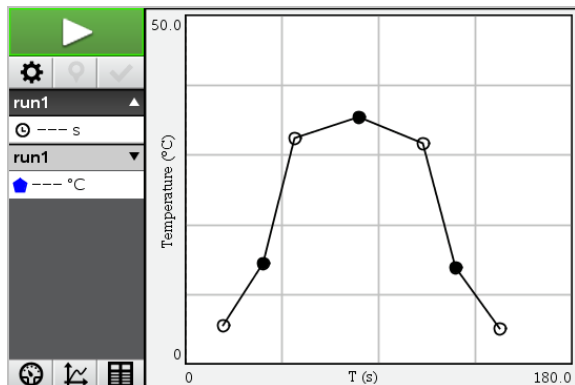 run1
--- s
run1
--- °C
50.0
Temperature (°C)
0
0
T (s)
180.0